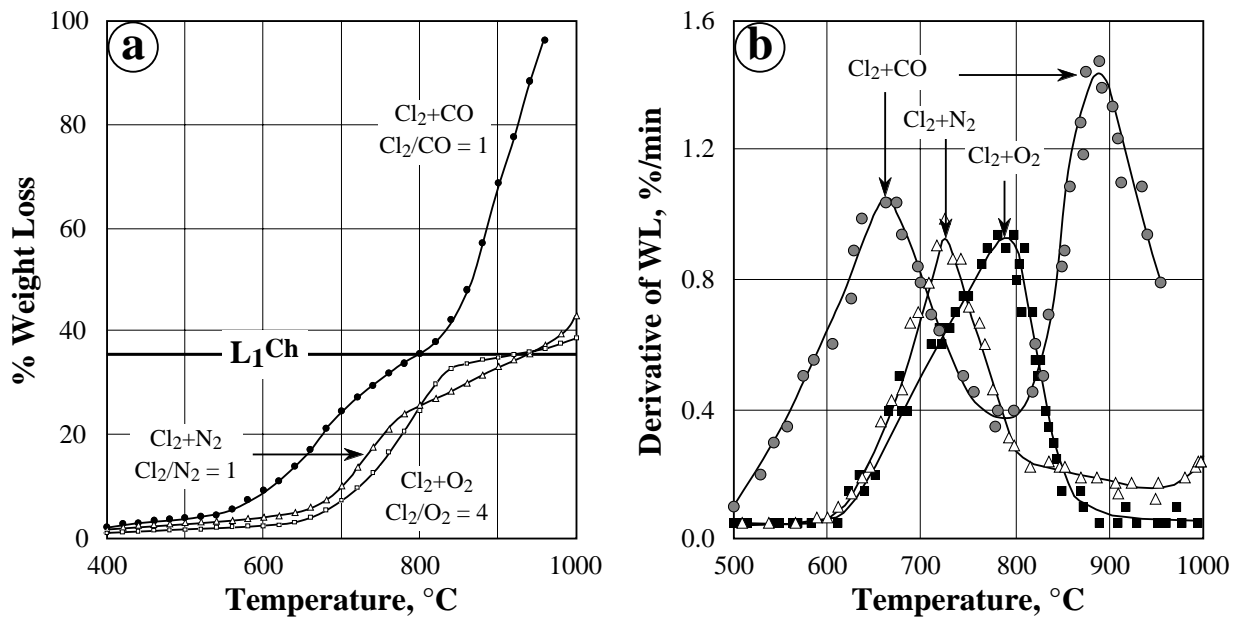 a
% Weight Loss
100
80
60
40
20
0
Cl2+CO
Cl2/CO = 1
L1Ch
Cl2+N2
Cl2/N2 = 1
Cl2+O2
Cl2/O2 = 4
400
600
800
1000
Temperature, °C
b
Derivative of WL, %/min
1.6
1.2
0.8
0.4
0.0
Cl2+CO
Cl2+N2
Cl2+O2
500
600
700
800
900
1000
Temperature, °C